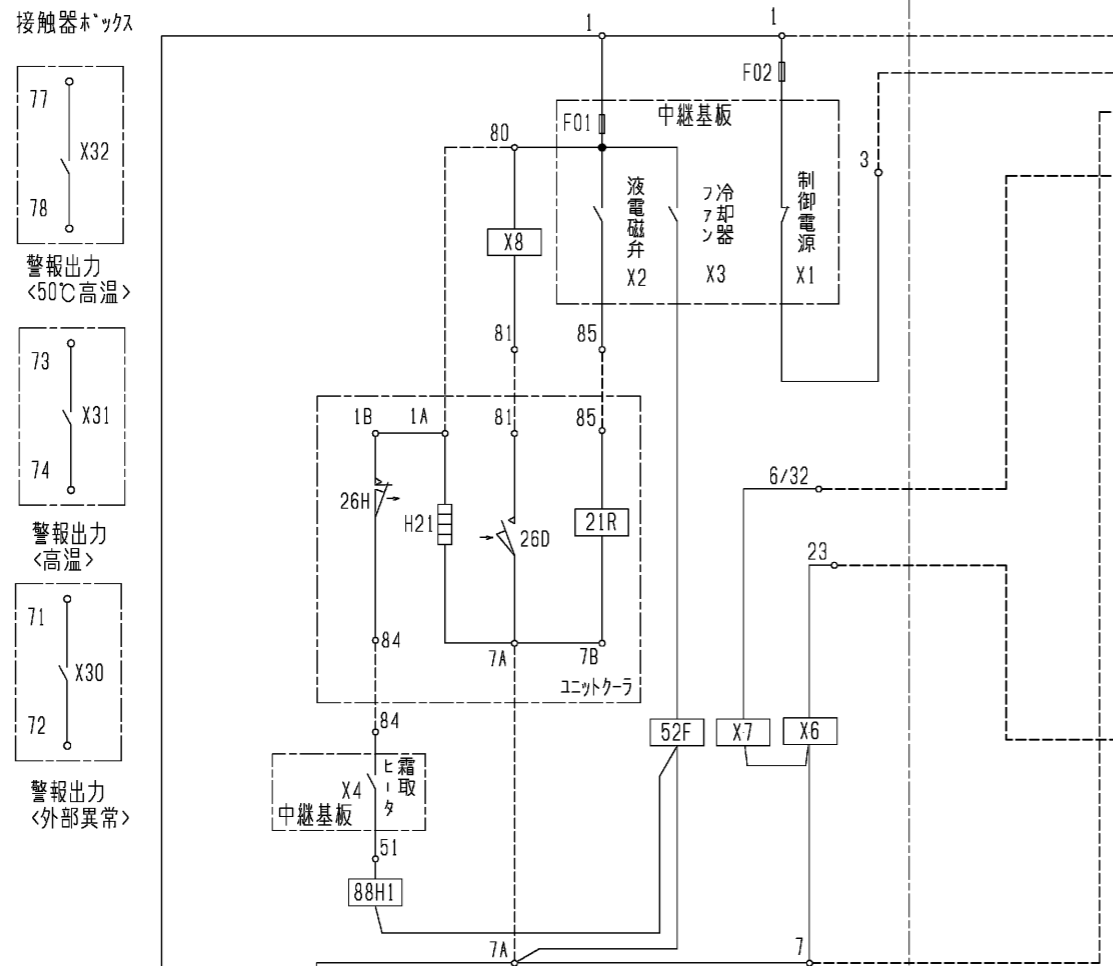 接触器ボックス
77
X32
78
警報出力
<50℃高温>
73
X31
74
警報出力
<高温>
71
X30
72
警報出力
<外部異常>
1
1
F02
F01
中継基板
80
3
液電磁弁
X2
冷却器
ファン
X3
制御電源
X1
X8
81
85
1B
1A
81
85
26H
H21
26D
21R
6/32
23
84
7A
7B
ユニットクーラ
84
52F
X7
X6
X4
霜取
ヒータ
中継基板
51
88H1
7A
7